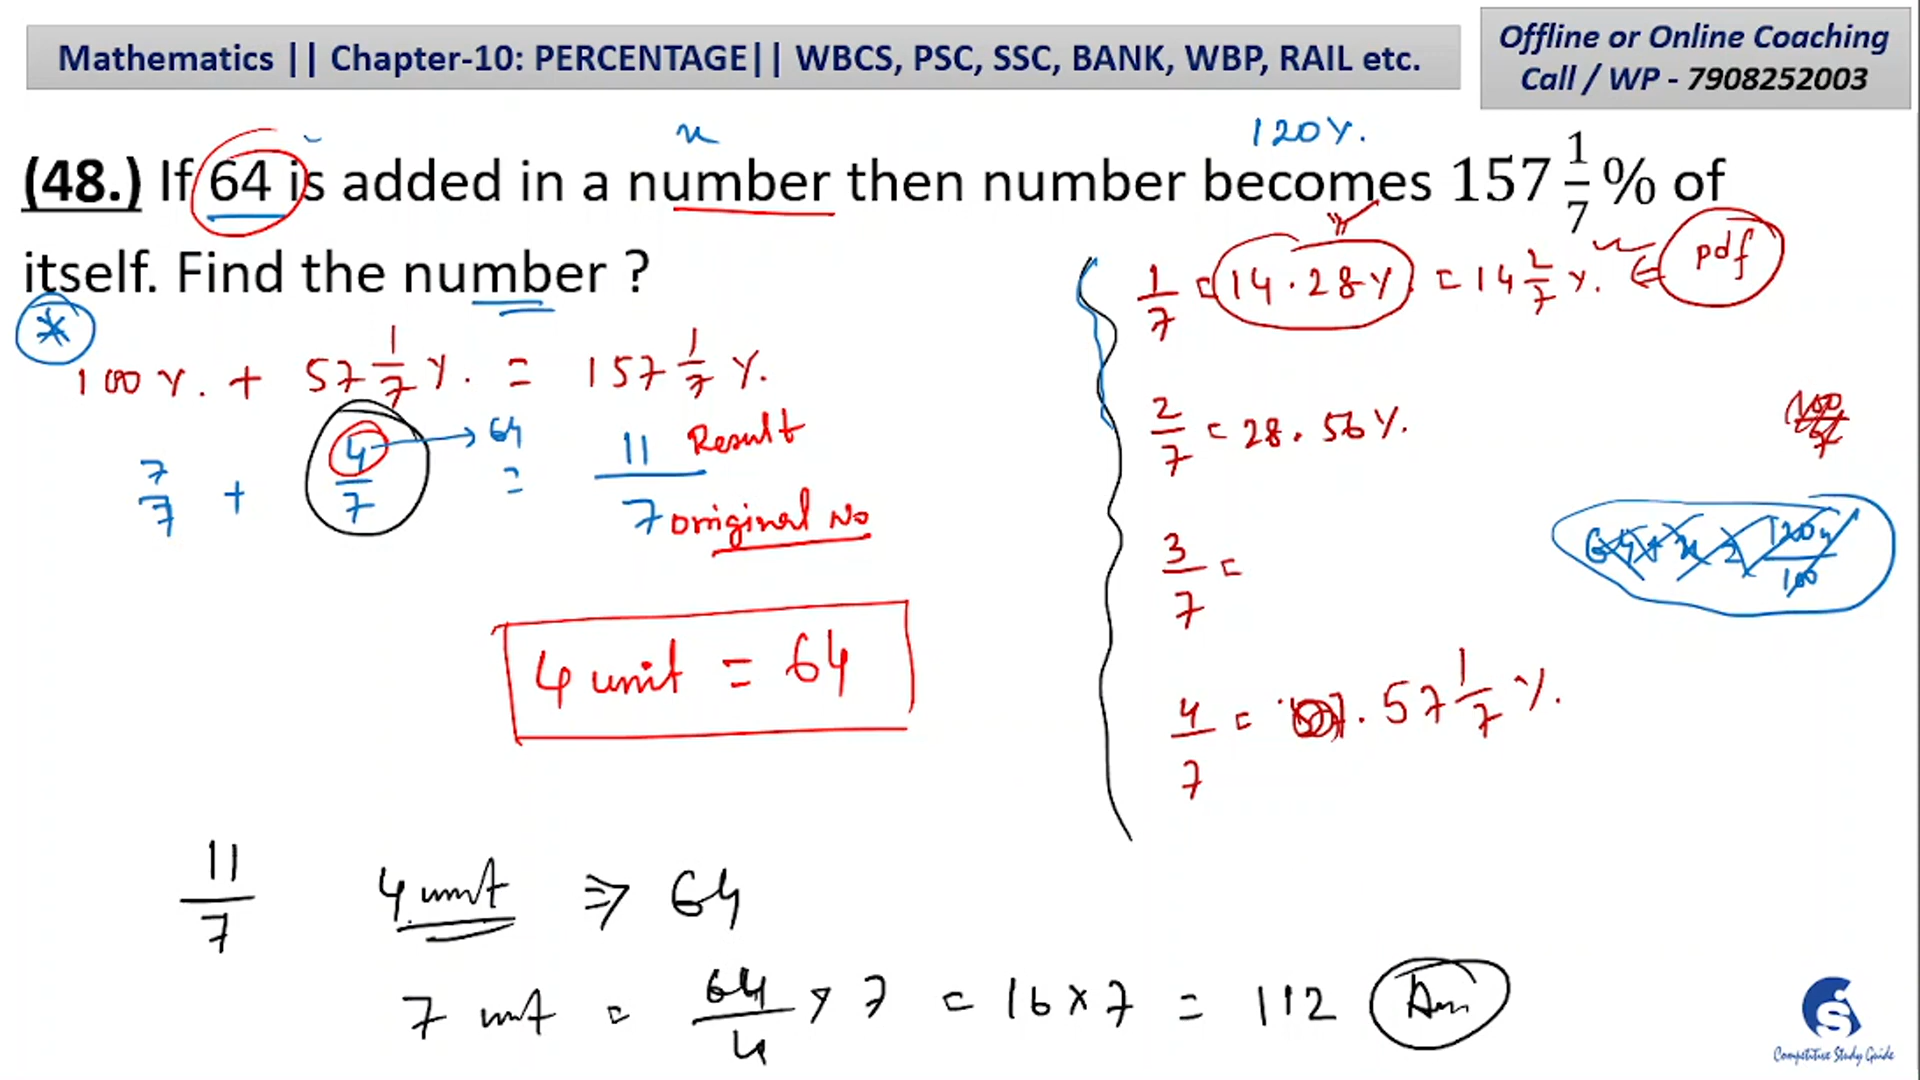 Mathematics || Chapter-10: PERCENTAGE|| WBCS, PSC, SSC, BANK, WBP, RAIL etc.
Offline or Online Coaching
Call / WP - 7908252003
x
120%.
(48.) If 64 is added in a number then number becomes 157 1/7 % of
itself. Find the number ?
1/7 = 14.28% = 14 2/7 %. pdf
100%. + 57 1/7 %. = 157 1/7 %.
2/7 = 28.56%.
7/7 + 4/7 → 64 = 11/7
Result
Original No
3/7 =
4 unit = 64
4/7 = 57 1/7 %.
11/7 4 unit ⇒ 64
7 unit = 64/4 × 7 = 16 × 7 = 112 Ans
Competitive Study Guide